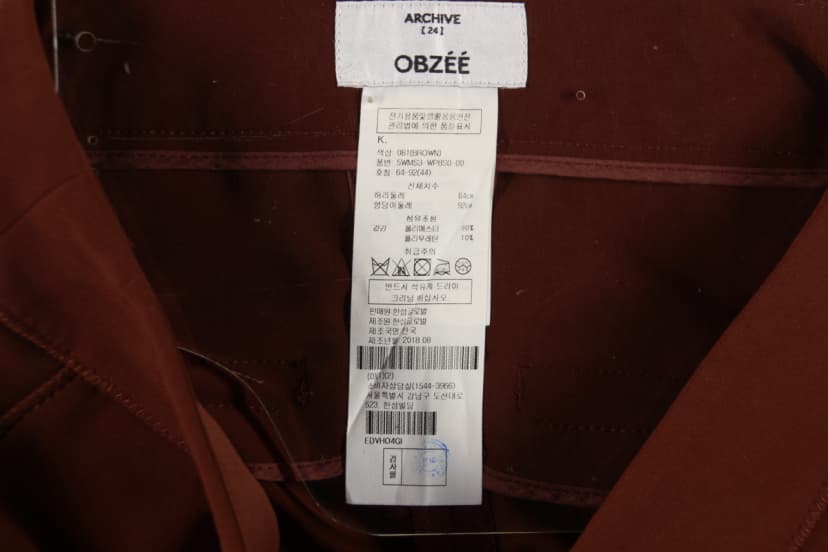 ARCHIVE
[24]
OBZÉÉ
전기용품및생활용품안전
관리법에 의한 품질표시
K.
색상: 081(BROWN)
호칭: 64-92(44)
신체치수
허리둘레 64㎝
엉덩이둘레 92㎝
섬유조성
겉감 폴리에스터 90%
폴리우레탄 10%
취급주의
반드시 석유계 드라이
크리닝 하십시오.
판매원:한섬글로벌
제조원:한섬글로벌
제조국명:한국
제조년월:2018.08
소비자상담실(1544-3966)
서울특별시 강남구 도산대로
523, 한섬빌딩
EDVH04GI
검사필